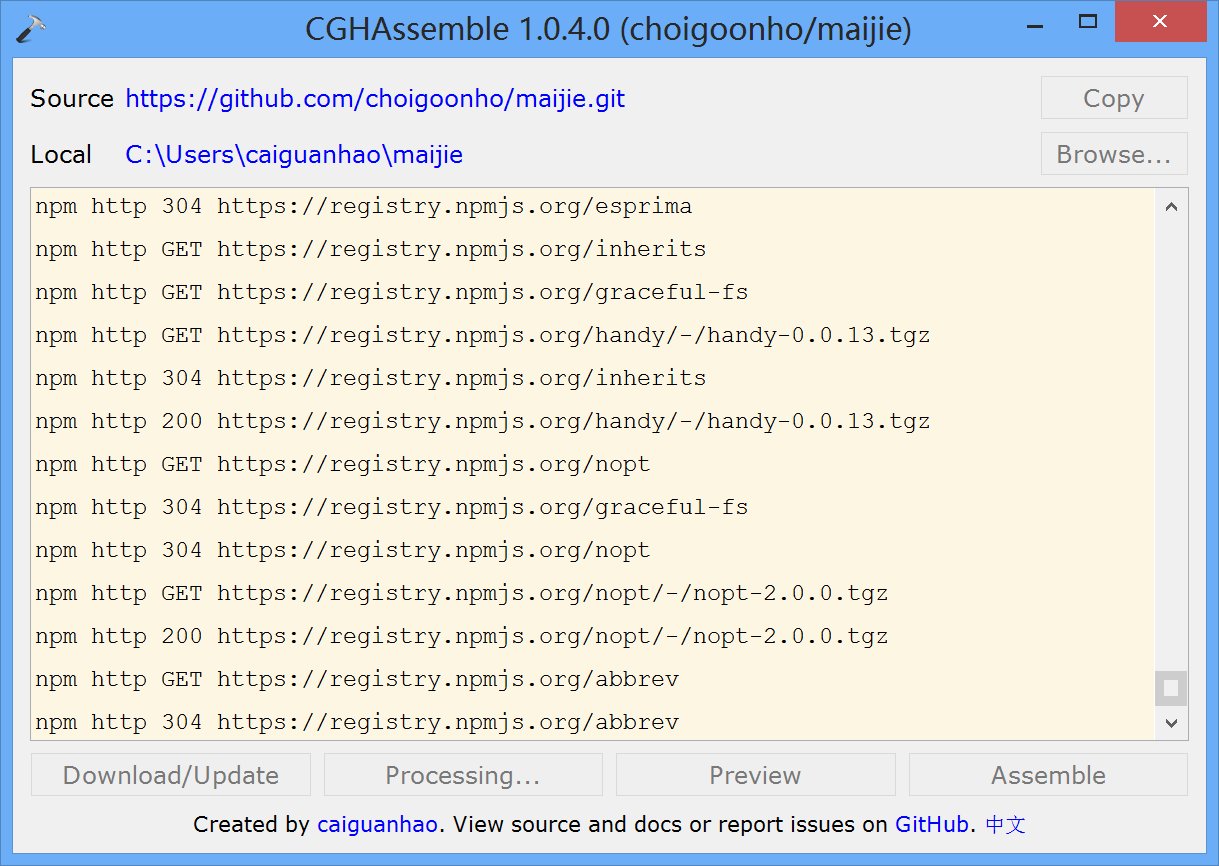 CGHAssemble 1.0.4.0 (choigoonho/maijie)
Source https://github.com/choigoonho/maijie.git Copy
Local C:\Users\caiguanhao\maijie Browse...
npm http 304 https://registry.npmjs.org/esprima
npm http GET https://registry.npmjs.org/inherits
npm http GET https://registry.npmjs.org/graceful-fs
npm http GET https://registry.npmjs.org/handy/-/handy-0.0.13.tgz
npm http 304 https://registry.npmjs.org/inherits
npm http 200 https://registry.npmjs.org/handy/-/handy-0.0.13.tgz
npm http GET https://registry.npmjs.org/nopt
npm http 304 https://registry.npmjs.org/graceful-fs
npm http 304 https://registry.npmjs.org/nopt
npm http GET https://registry.npmjs.org/nopt/-/nopt-2.0.0.tgz
npm http 200 https://registry.npmjs.org/nopt/-/nopt-2.0.0.tgz
npm http GET https://registry.npmjs.org/abbrev
npm http 304 https://registry.npmjs.org/abbrev
Download/Update Processing... Preview Assemble
Created by caiguanhao. View source and docs or report issues on GitHub. 中文